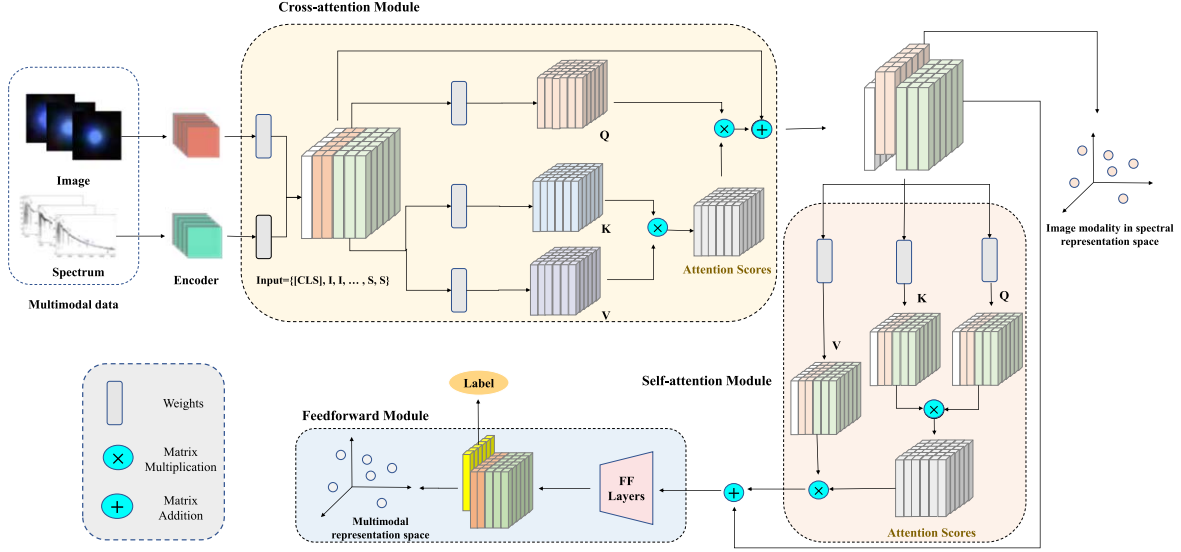 Cross-attention Module
Image
Spectrum
Multimodal data
Encoder
Input={[CLS], I, I, … , S, S}
Q
K
V
Attention Scores
Image modality in spectral
representation space
K
Q
V
Self-attention Module
Attention Scores
Label
Feedforward Module
FF
Layers
Multimodal
representation space
Weights
Matrix
Multiplication
Matrix
Addition